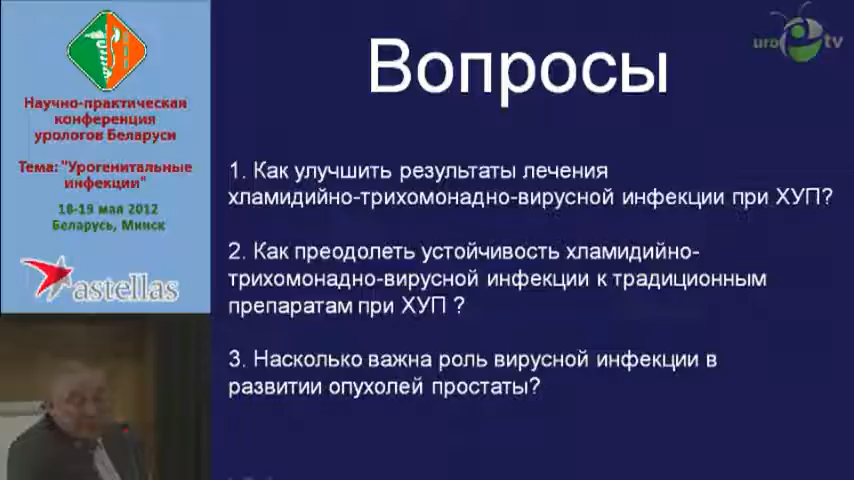 Научно-практическая
конференция
урологов Беларуси
Тема: "Урогенитальные
инфекции"
18-19 мая 2012
Беларусь, Минск
astellas
uro tv
Вопросы
1. Как улучшить результаты лечения
хламидийно-трихомонадно-вирусной инфекции при ХУП?
2. Как преодолеть устойчивость хламидийно-
трихомонадно-вирусной инфекции к традиционным
препаратам при ХУП ?
3. Насколько важна роль вирусной инфекции в
развитии опухолей простаты?